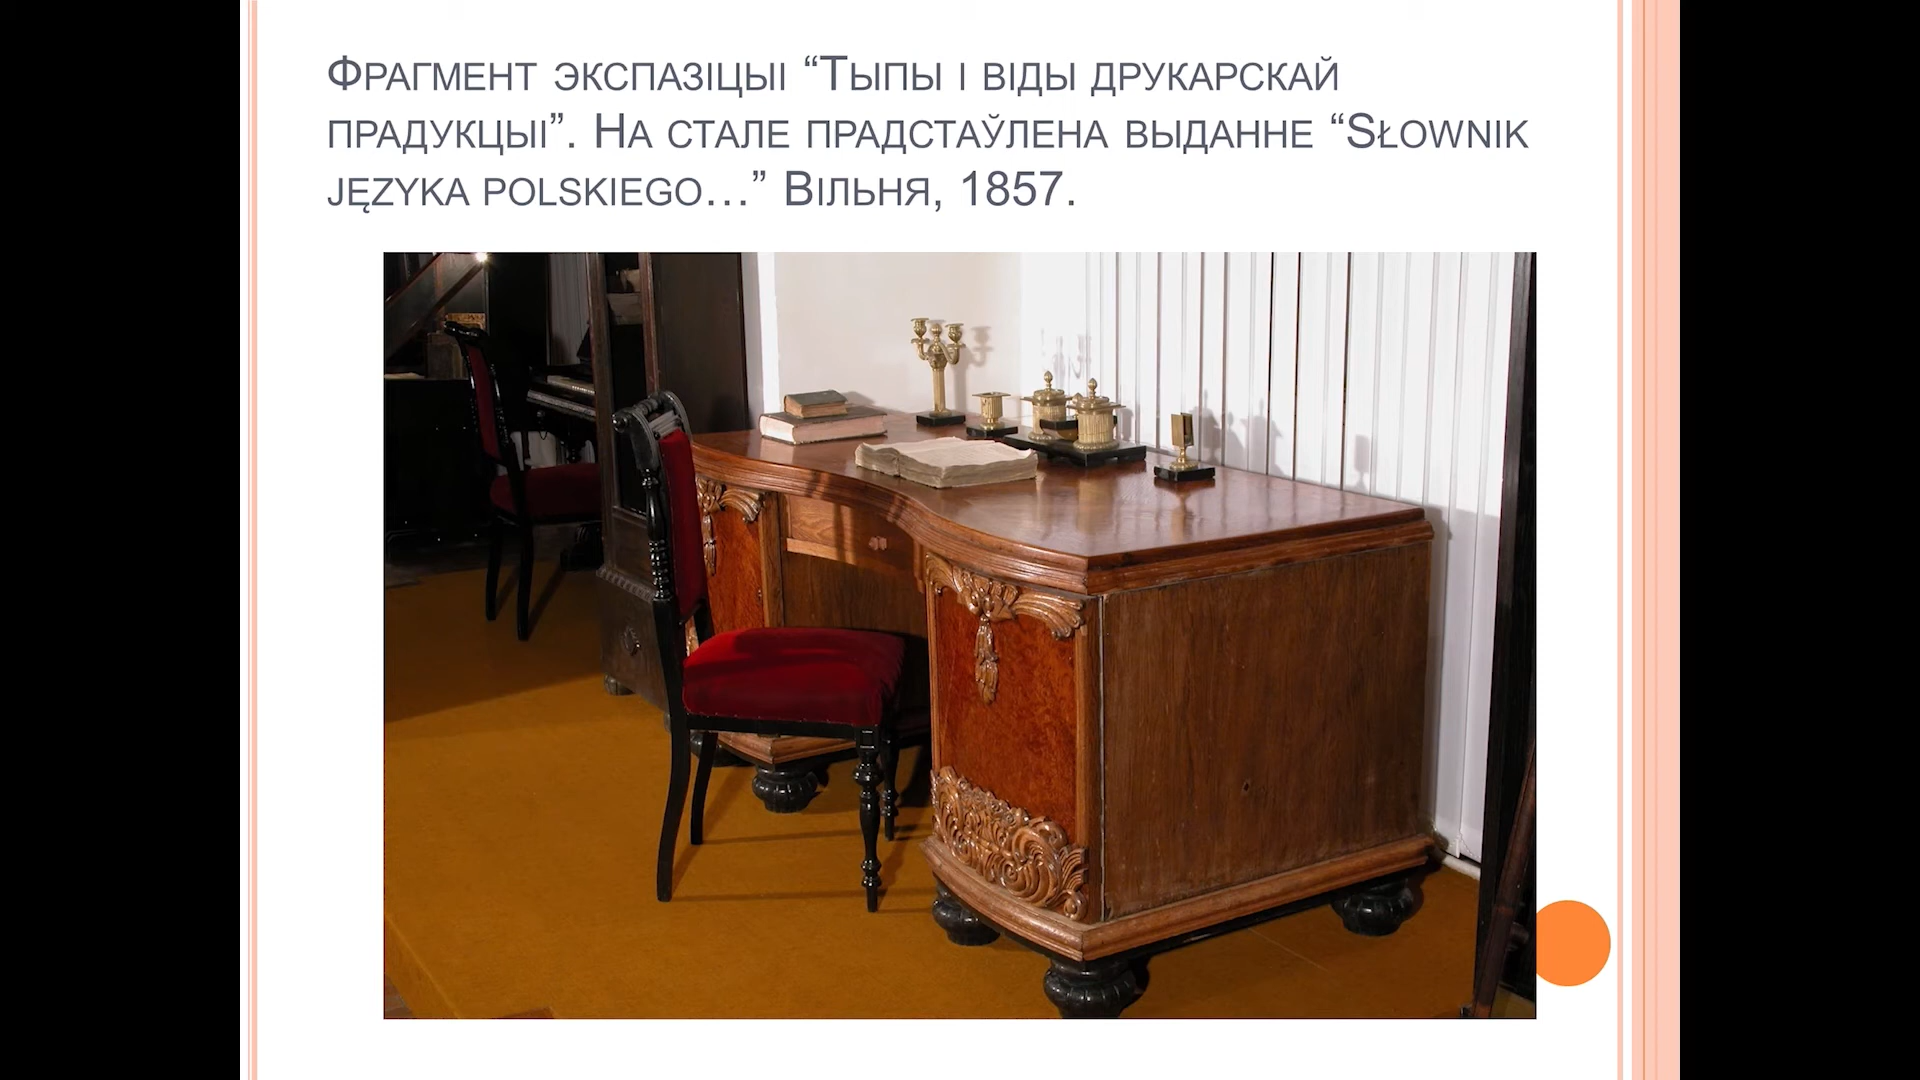 Фрагмент экспазіцыі “Тыпы і віды друкарскай
прадукцыі”. На стале прадстаўлена выданне “Słownik
języka polskiego…” Вільня, 1857.